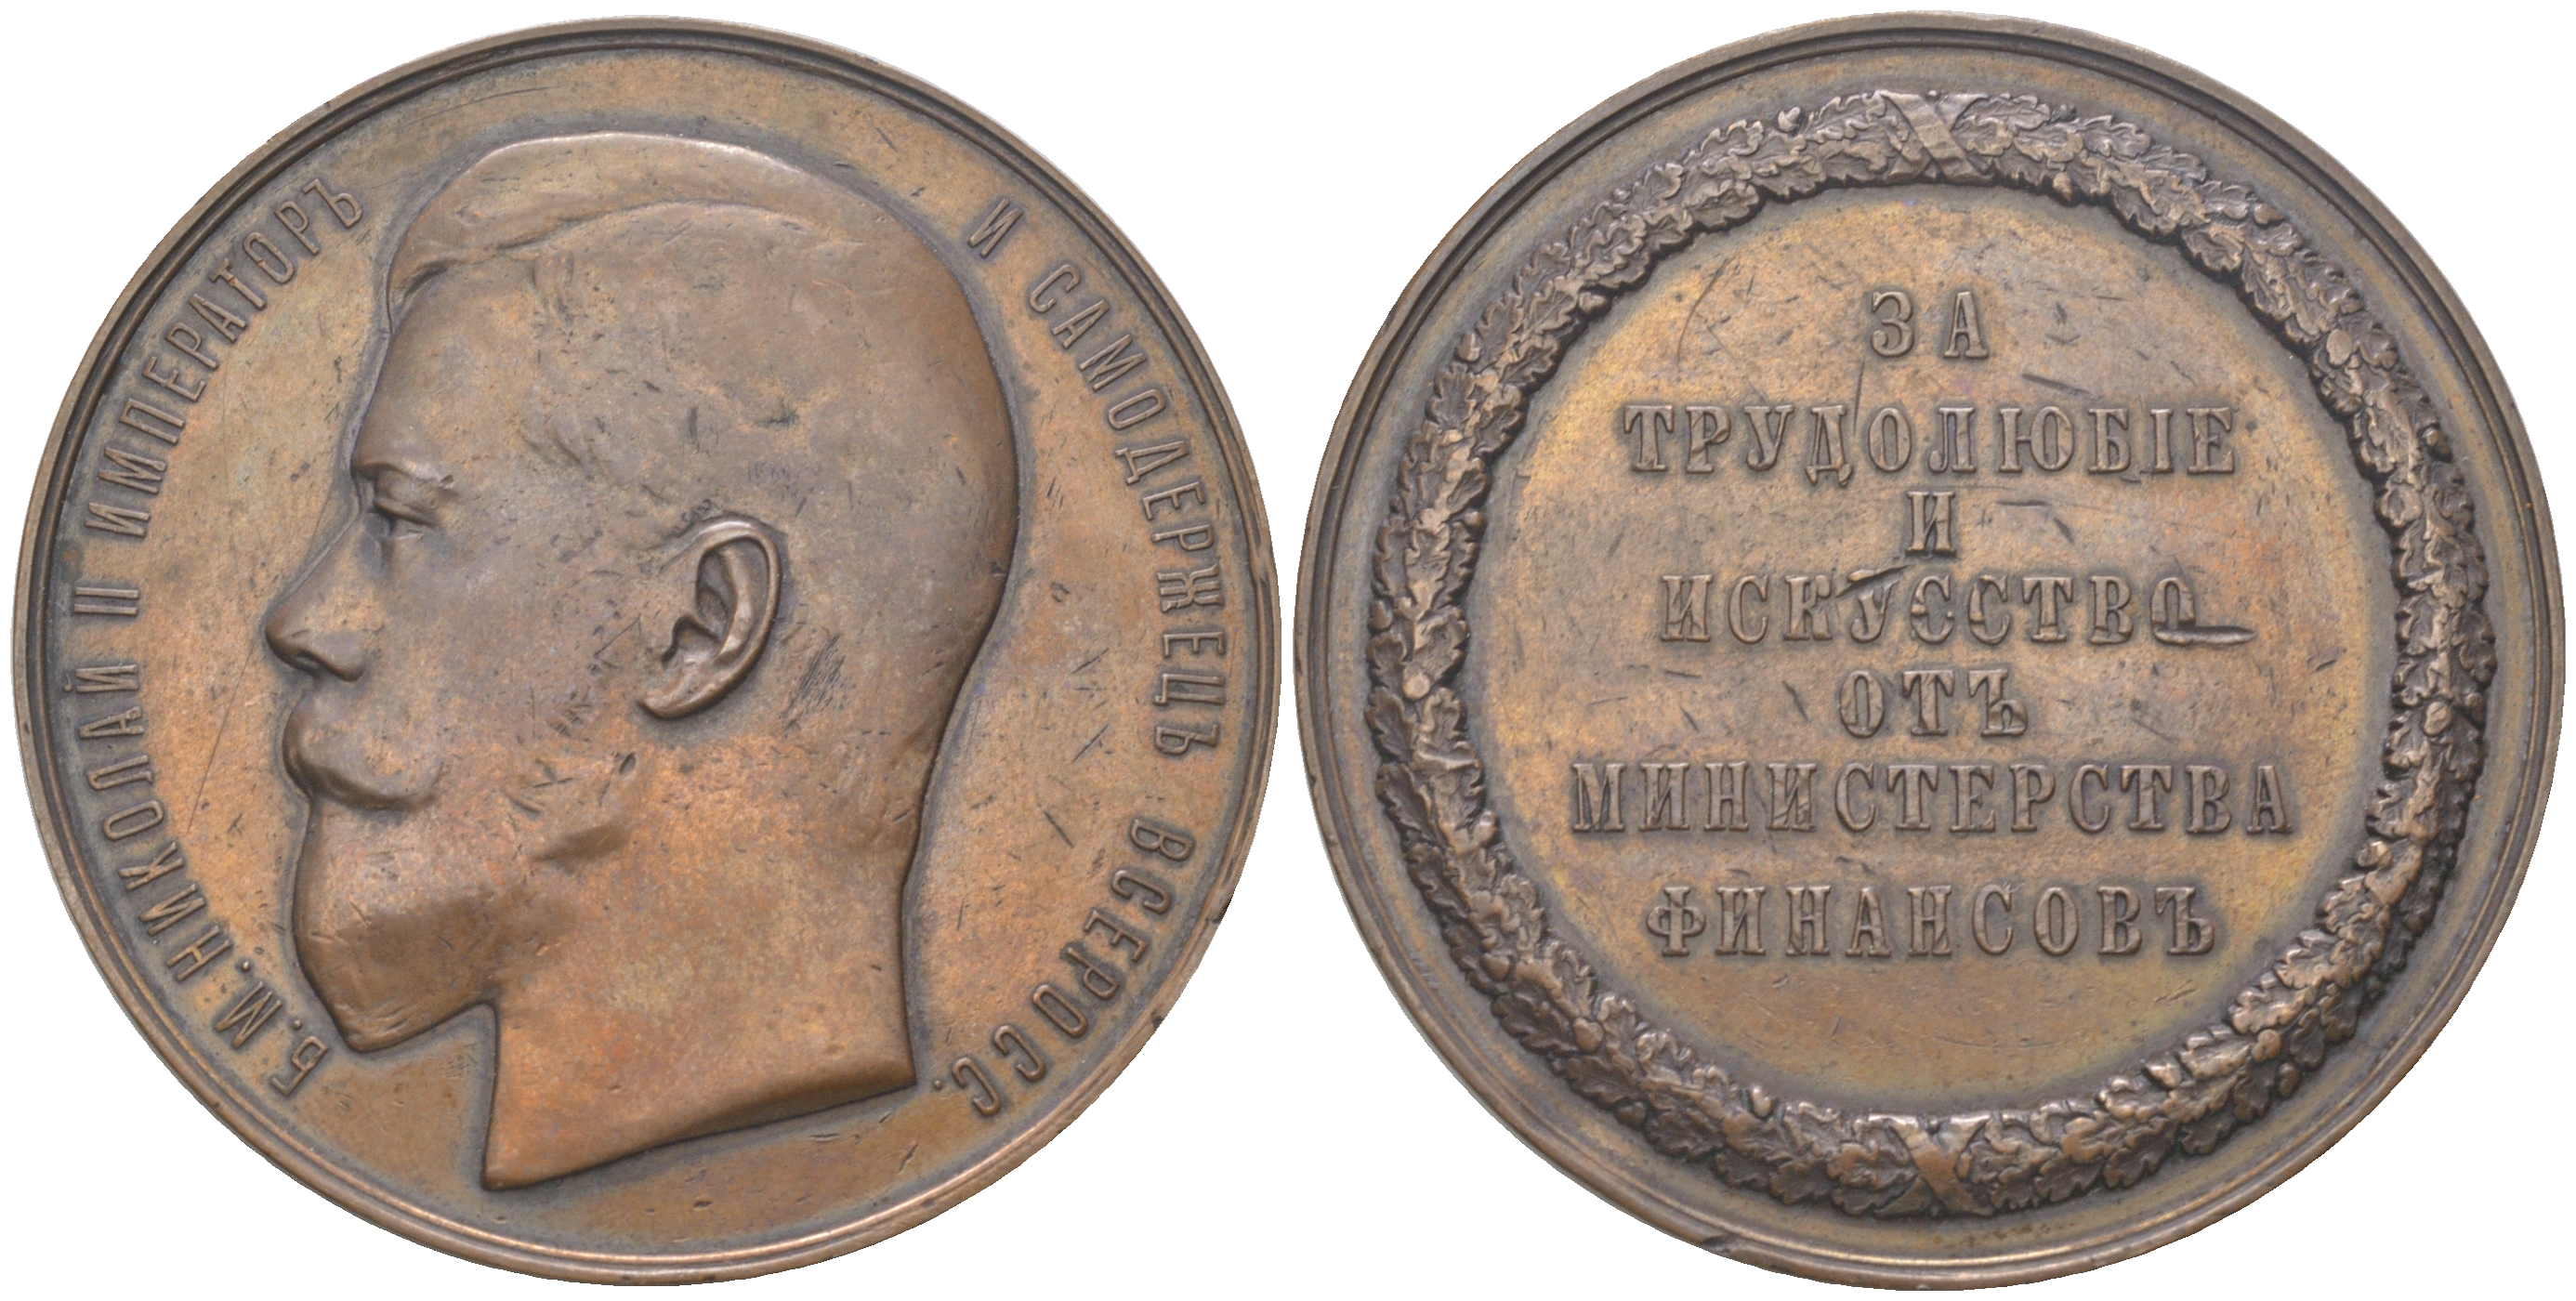 Б.М.НИКОЛАЙ II ИМПЕРАТОРЪ И САМОДЕРЖЕЦЪ ВСЕРОСС.
ЗА
ТРУДОЛЮБІЕ
И
ИСКУССТВО
ОТЪ
МИНИСТЕРСТВА
ФИНАНСОВЪ